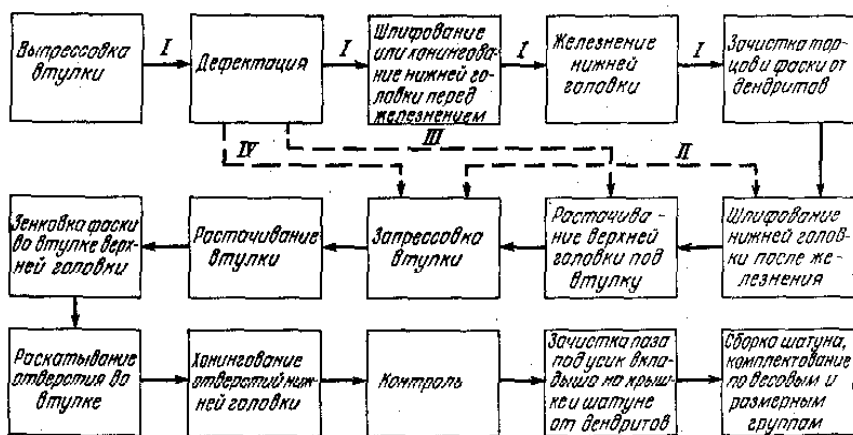 Выпрессовка
втулки
I
Дефектация
I
Шлифование
или хонингова-
ние нижней го-
ловки перед
железнением
I
Железнение
нижней
головки
I
Зачистка тор-
цов и фаски от
дендритов
IV
III
II
Зенковка фаски
во втулке верх-
ней головки
Растачивание
втулки
Запрессовка
втулки
Растачива-
ние верхней
головки под
втулку
Шлифование
нижней голов-
ки после же-
лезнения
Раскатывание
отверстия во
втулке
Хонингование
отверстий ниж-
ней головки
Контроль
Зачистка паза
под усик вкла-
дыша на крыш-
ке и шатуне
от дендритов
Сборка шатуна,
комплектование
по весовым и
размерным
группам